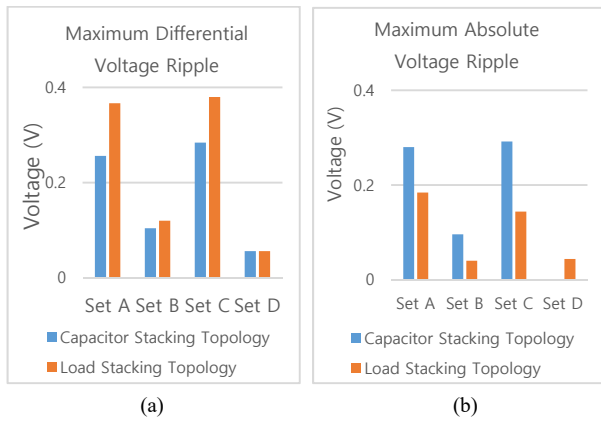 Maximum Differential
Voltage Ripple
Voltage (V)
0.4
0.2
0
Set A Set B Set C Set D
Capacitor Stacking Topology
Load Stacking Topology
(a)
Maximum Absolute
Voltage Ripple
Voltage (V)
0.4
0.2
0
Set A Set B Set C Set D
Capacitor Stacking Topology
Load Stacking Topology
(b)